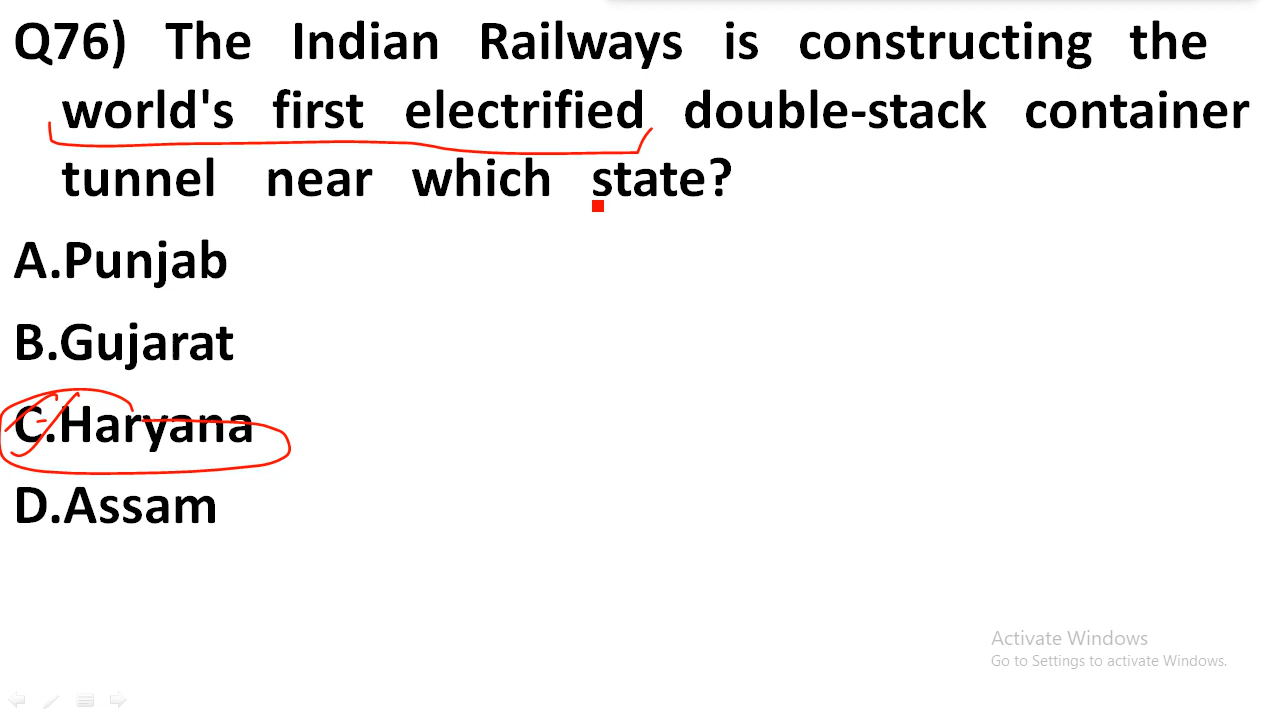 Q76) The Indian Railways is constructing the
world's first electrified double-stack container
tunnel near which state?
A.Punjab
B.Gujarat
C.Haryana
D.Assam
Activate Windows
Go to Settings to activate Windows.